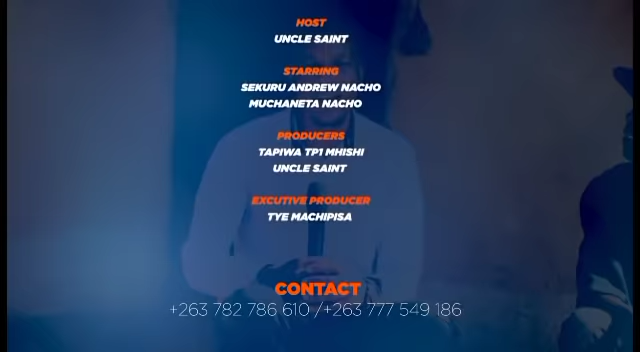 HOST
UNCLE SAINT
STARRING
SEKURU ANDREW NACHO
MUCHANETA NACHO
PRODUCERS
TAPIWA TP1 MHISHI
UNCLE SAINT
EXCUTIVE PRODUCER
TYE MACHIPISA
CONTACT
+263 782 786 610 /+263 777 549 186